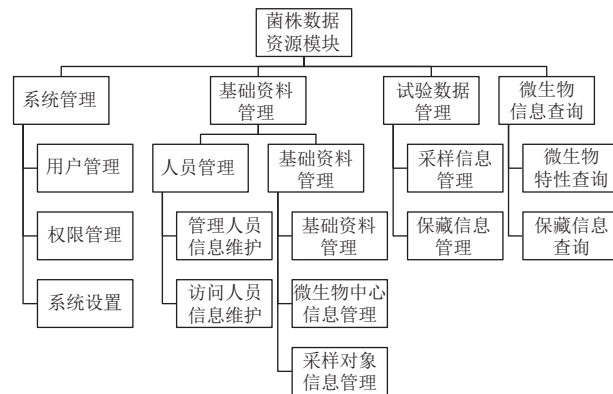 菌株数据
资源模块
系统管理
基础资料
管理
试验数据
管理
微生物
信息查询
用户管理
人员管理
基础资料
管理
采样信息
管理
微生物
特性查询
权限管理
管理人员
信息维护
基础资料
管理
保藏信息
管理
保藏信息
查询
系统设置
访问人员
信息维护
微生物中心
信息管理
采样对象
信息管理